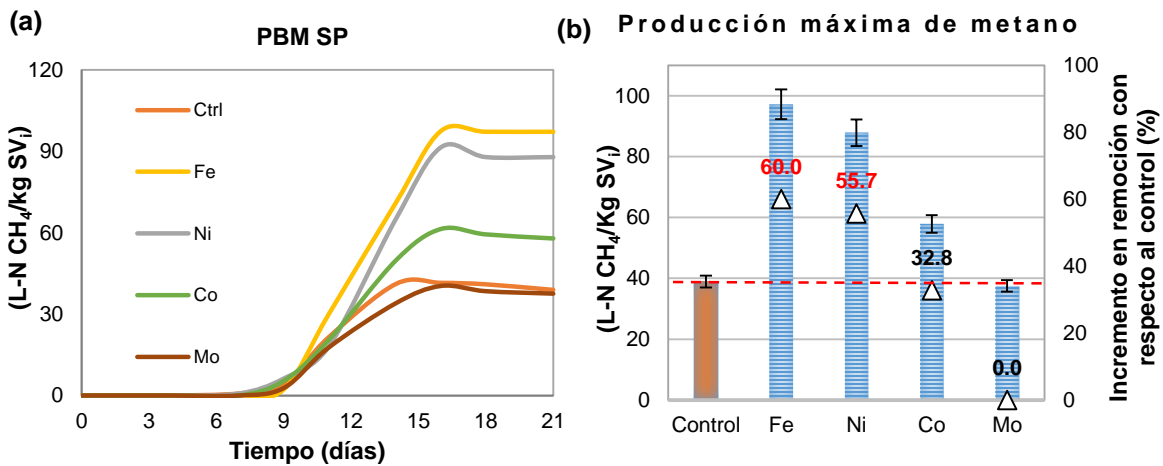 (a)
PBM SP
(L-N CH₄/kg SVᵢ)
120
90
60
30
0
Ctrl
Fe
Ni
Co
Mo
0 3 6 9 12 15 18 21
Tiempo (días)
(b)
Producción máxima de metano
(L-N CH₄/Kg SVᵢ)
100
80
60
40
20
0
60.0
55.7
32.8
0.0
100
80
60
40
20
0
Control Fe Ni Co Mo
Incremento en remoción con
respecto al control (%)